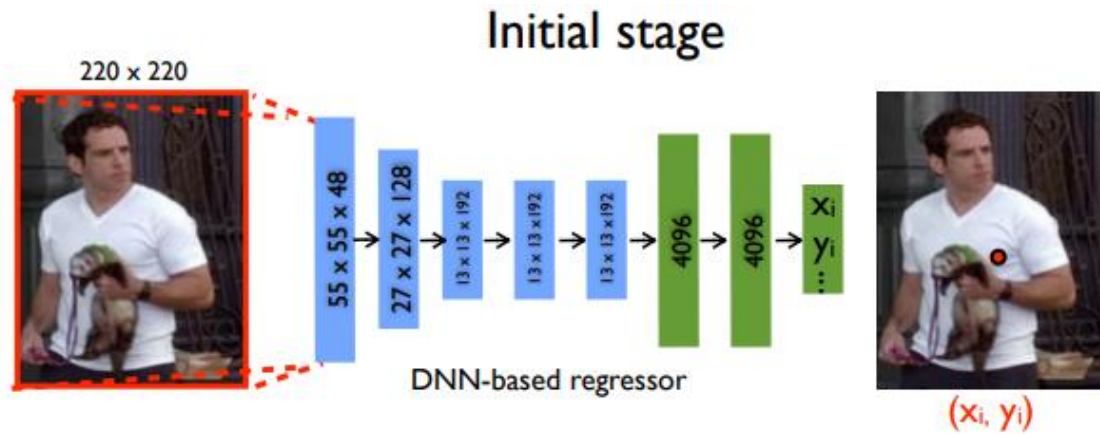 Initial stage
220 x 220
55 x 55 x 48
27 x 27 x 128
13 x 13 x 192
13 x 13 x 192
13 x 13 x 192
4096
4096
xᵢ
yᵢ
...
DNN-based regressor
(xᵢ, yᵢ)